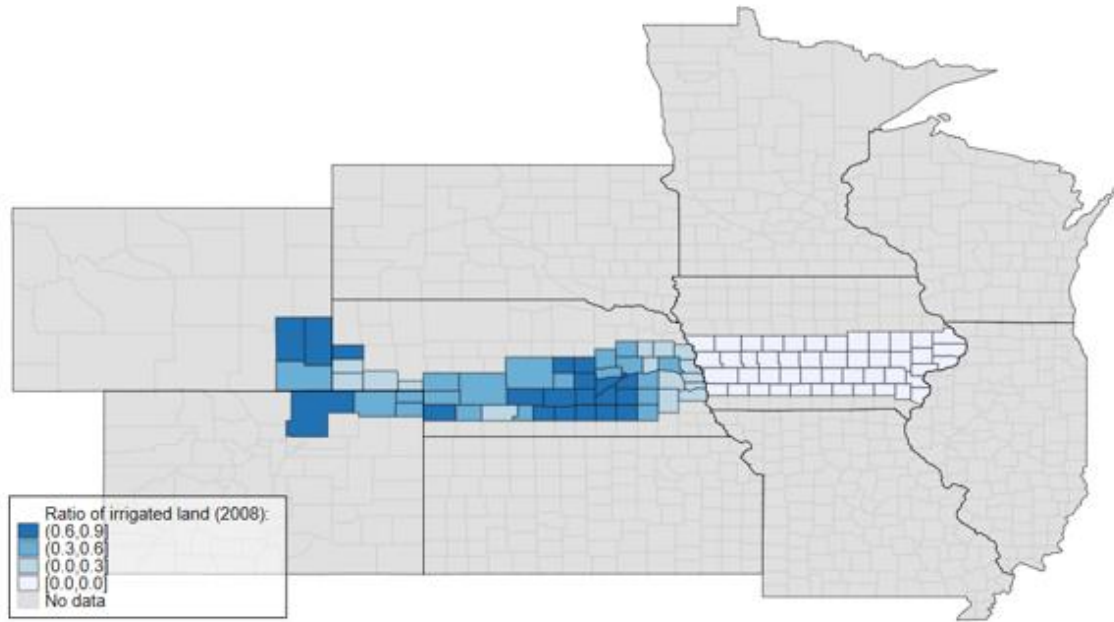 Ratio of irrigated land (2008):
(0.6,0.9]
(0.3,0.6]
(0.0,0.3]
[0.0,0.0]
No data